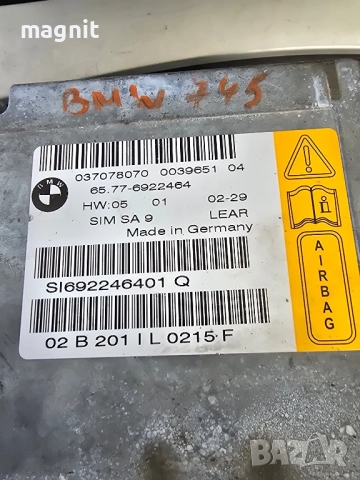 magnit
BMW 745
037078070 0039651 04
65.77-6922464
BMW
HW:05 01 02-29
SIM SA 9 LEAR
Made in Germany
SI692246401 Q
02 B 201 I L 0215 F
AIRBAG
BAZAR
bg